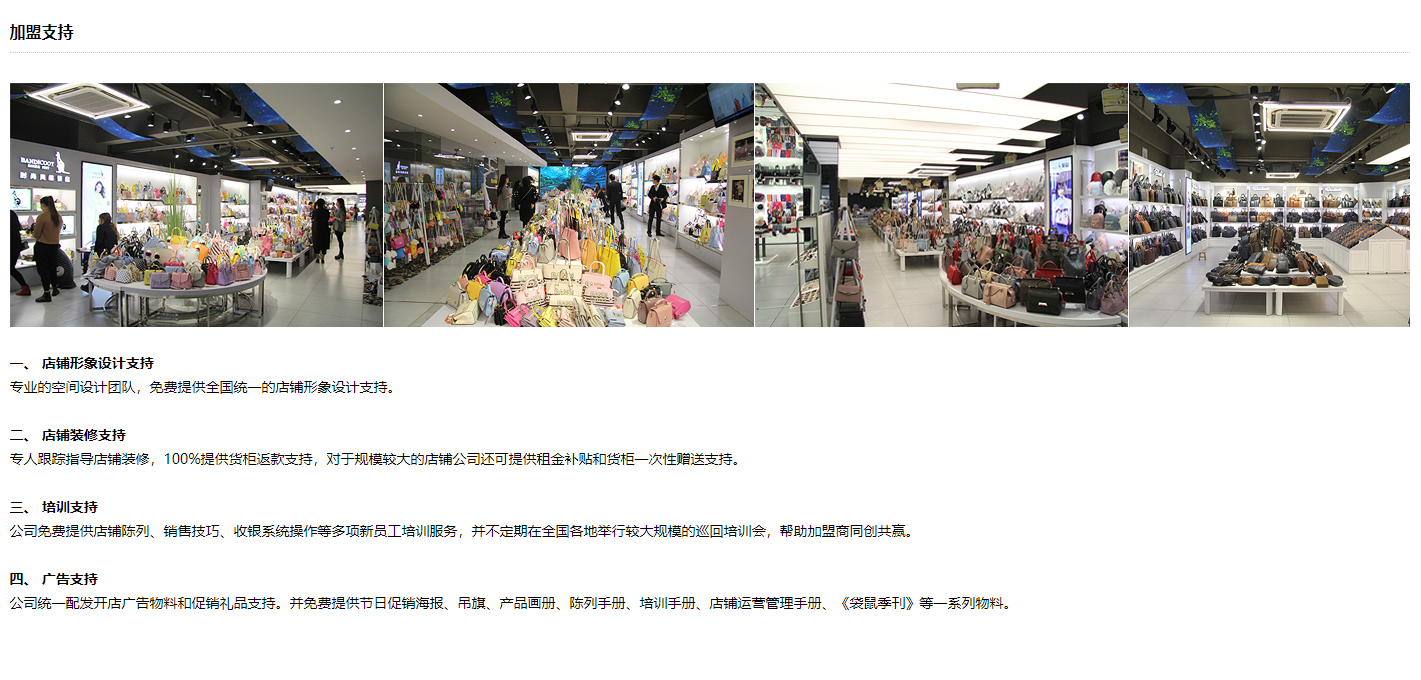 加盟支持
BANDICOOT
一、 店铺形象设计支持
专业的空间设计团队，免费提供全国统一的店铺形象设计支持。
二、 店铺装修支持
专人跟踪指导店铺装修，100%提供货柜返款支持，对于规模较大的店铺公司还可提供租金补贴和货柜一次性赠送支持。
三、 培训支持
公司免费提供店铺陈列、销售技巧、收银系统操作等多项新员工培训服务，并不定期在全国各地举行较大规模的巡回培训会，帮助加盟商同创共赢。
四、 广告支持
公司统一配发开店广告物料和促销礼品支持。并免费提供节日促销海报、吊旗、产品画册、陈列手册、培训手册、店铺运营管理手册、《袋鼠季刊》等一系列物料。